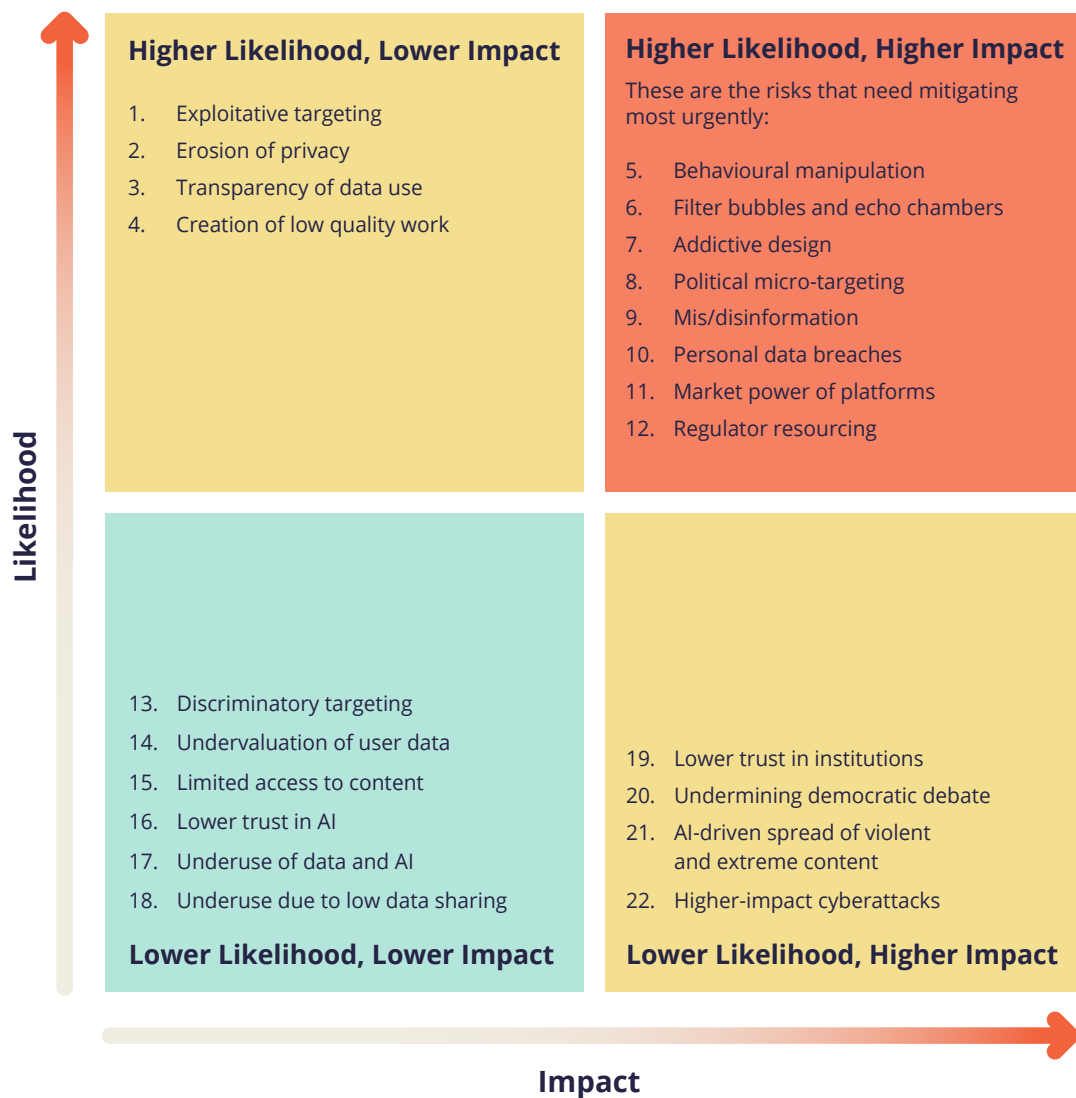 Higher Likelihood, Lower Impact
1. Exploitative targeting
2. Erosion of privacy
3. Transparency of data use
4. Creation of low quality work
Higher Likelihood, Higher Impact
These are the risks that need mitigating
most urgently:
5. Behavioural manipulation
6. Filter bubbles and echo chambers
7. Addictive design
8. Political micro-targeting
9. Mis/disinformation
10. Personal data breaches
11. Market power of platforms
12. Regulator resourcing
Likelihood
13. Discriminatory targeting
14. Undervaluation of user data
15. Limited access to content
16. Lower trust in AI
17. Underuse of data and AI
18. Underuse due to low data sharing
Lower Likelihood, Lower Impact
19. Lower trust in institutions
20. Undermining democratic debate
21. AI-driven spread of violent
and extreme content
22. Higher-impact cyberattacks
Lower Likelihood, Higher Impact
Impact